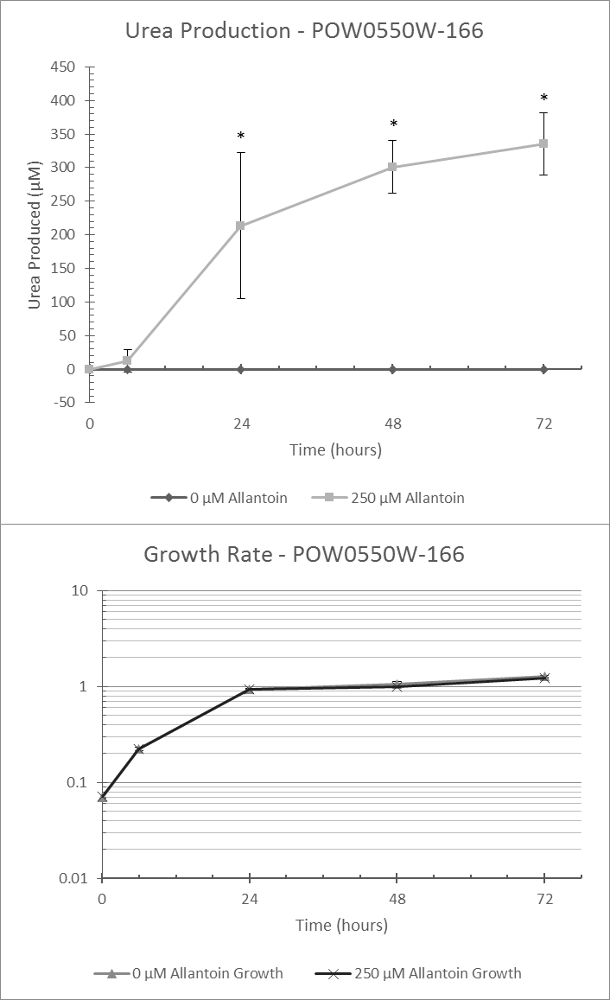 Urea Production - POW0550W-166
450
400
350
300
250
200
150
100
50
0
-50
Urea Produced (µM)
*
*
*
0 24 48 72
Time (hours)
0 µM Allantoin 250 µM Allantoin
Growth Rate - POW0550W-166
10
1
0.1
0.01
0 24 48 72
Time (hours)
0 µM Allantoin Growth 250 µM Allantoin Growth